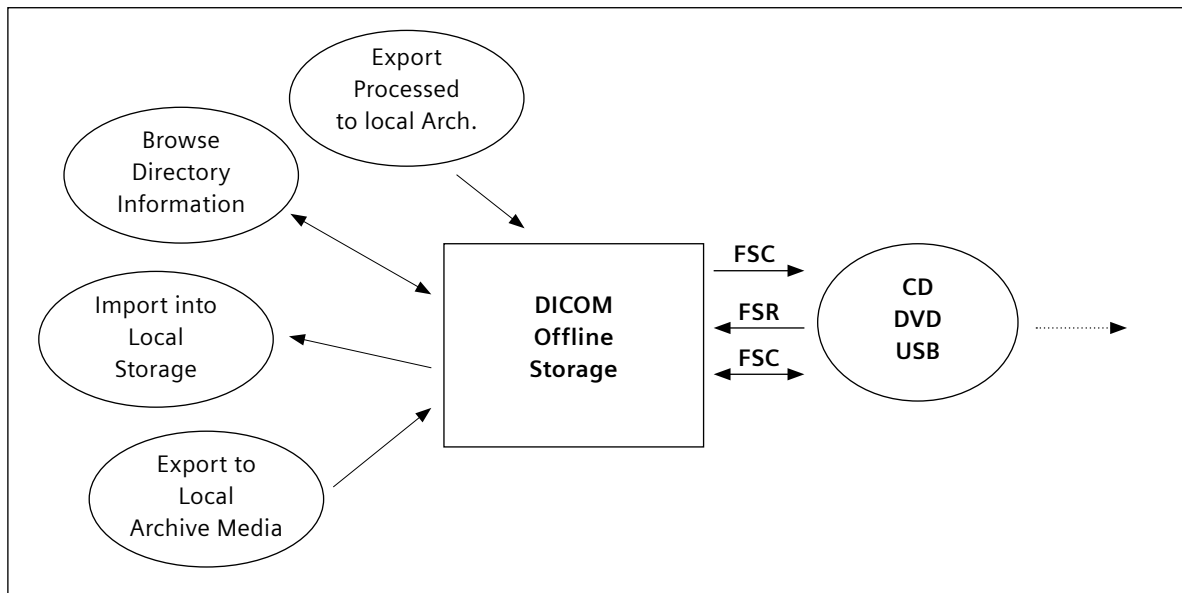 Export
Processed
to local Arch.
Browse
Directory
Information
Import into
Local
Storage
Export to
Local
Archive Media
DICOM
Offline
Storage
FSC
FSR
FSC
CD
DVD
USB